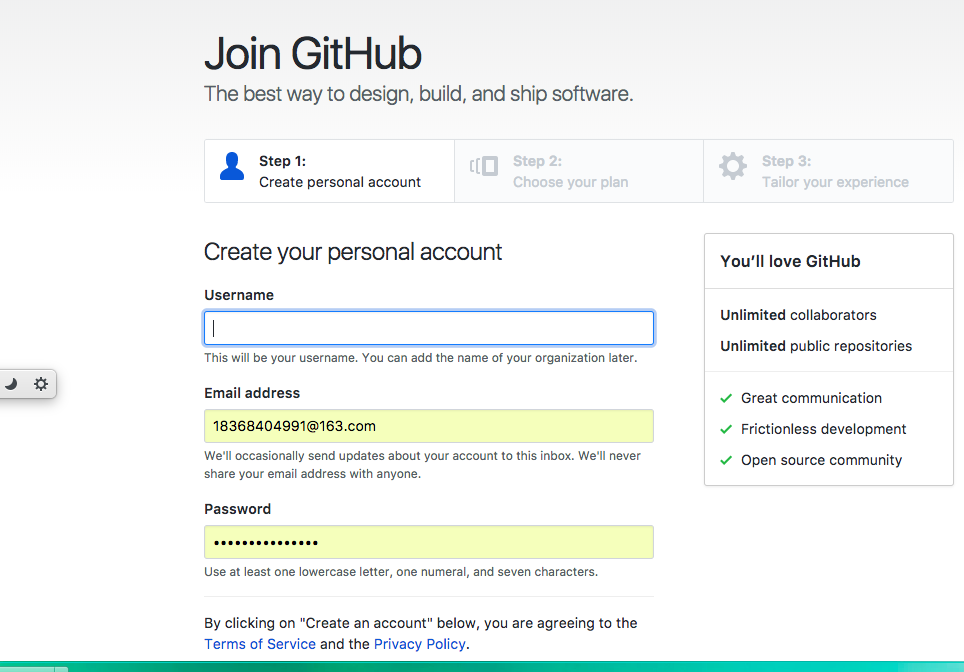 Join GitHub
The best way to design, build, and ship software.
Step 1:
Create personal account
Step 2:
Choose your plan
Step 3:
Tailor your experience
Create your personal account
Username
This will be your username. You can add the name of your organization later.
Email address
18368404991@163.com
We'll occasionally send updates about your account to this inbox. We'll never
share your email address with anyone.
Password
•••••••••••••••
Use at least one lowercase letter, one numeral, and seven characters.
By clicking on "Create an account" below, you are agreeing to the
Terms of Service and the Privacy Policy.
You’ll love GitHub
Unlimited collaborators
Unlimited public repositories
Great communication
Frictionless development
Open source community